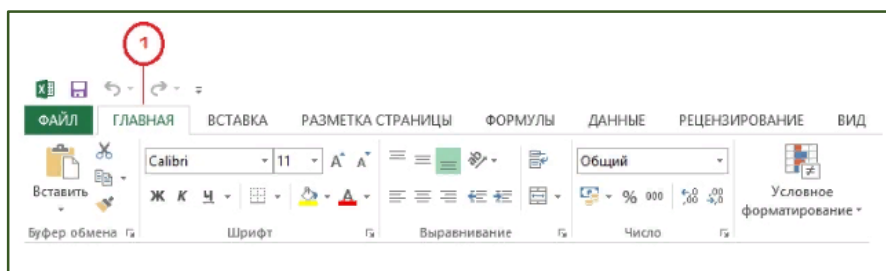 1
ФАЙЛ ГЛАВНАЯ ВСТАВКА РАЗМЕТКА СТРАНИЦЫ ФОРМУЛЫ ДАННЫЕ РЕЦЕНЗИРОВАНИЕ ВИД
Calibri 11 Общий
Вставить Ж К Ч % 000 Условное
форматирование
Буфер обмена Шрифт Выравнивание Число